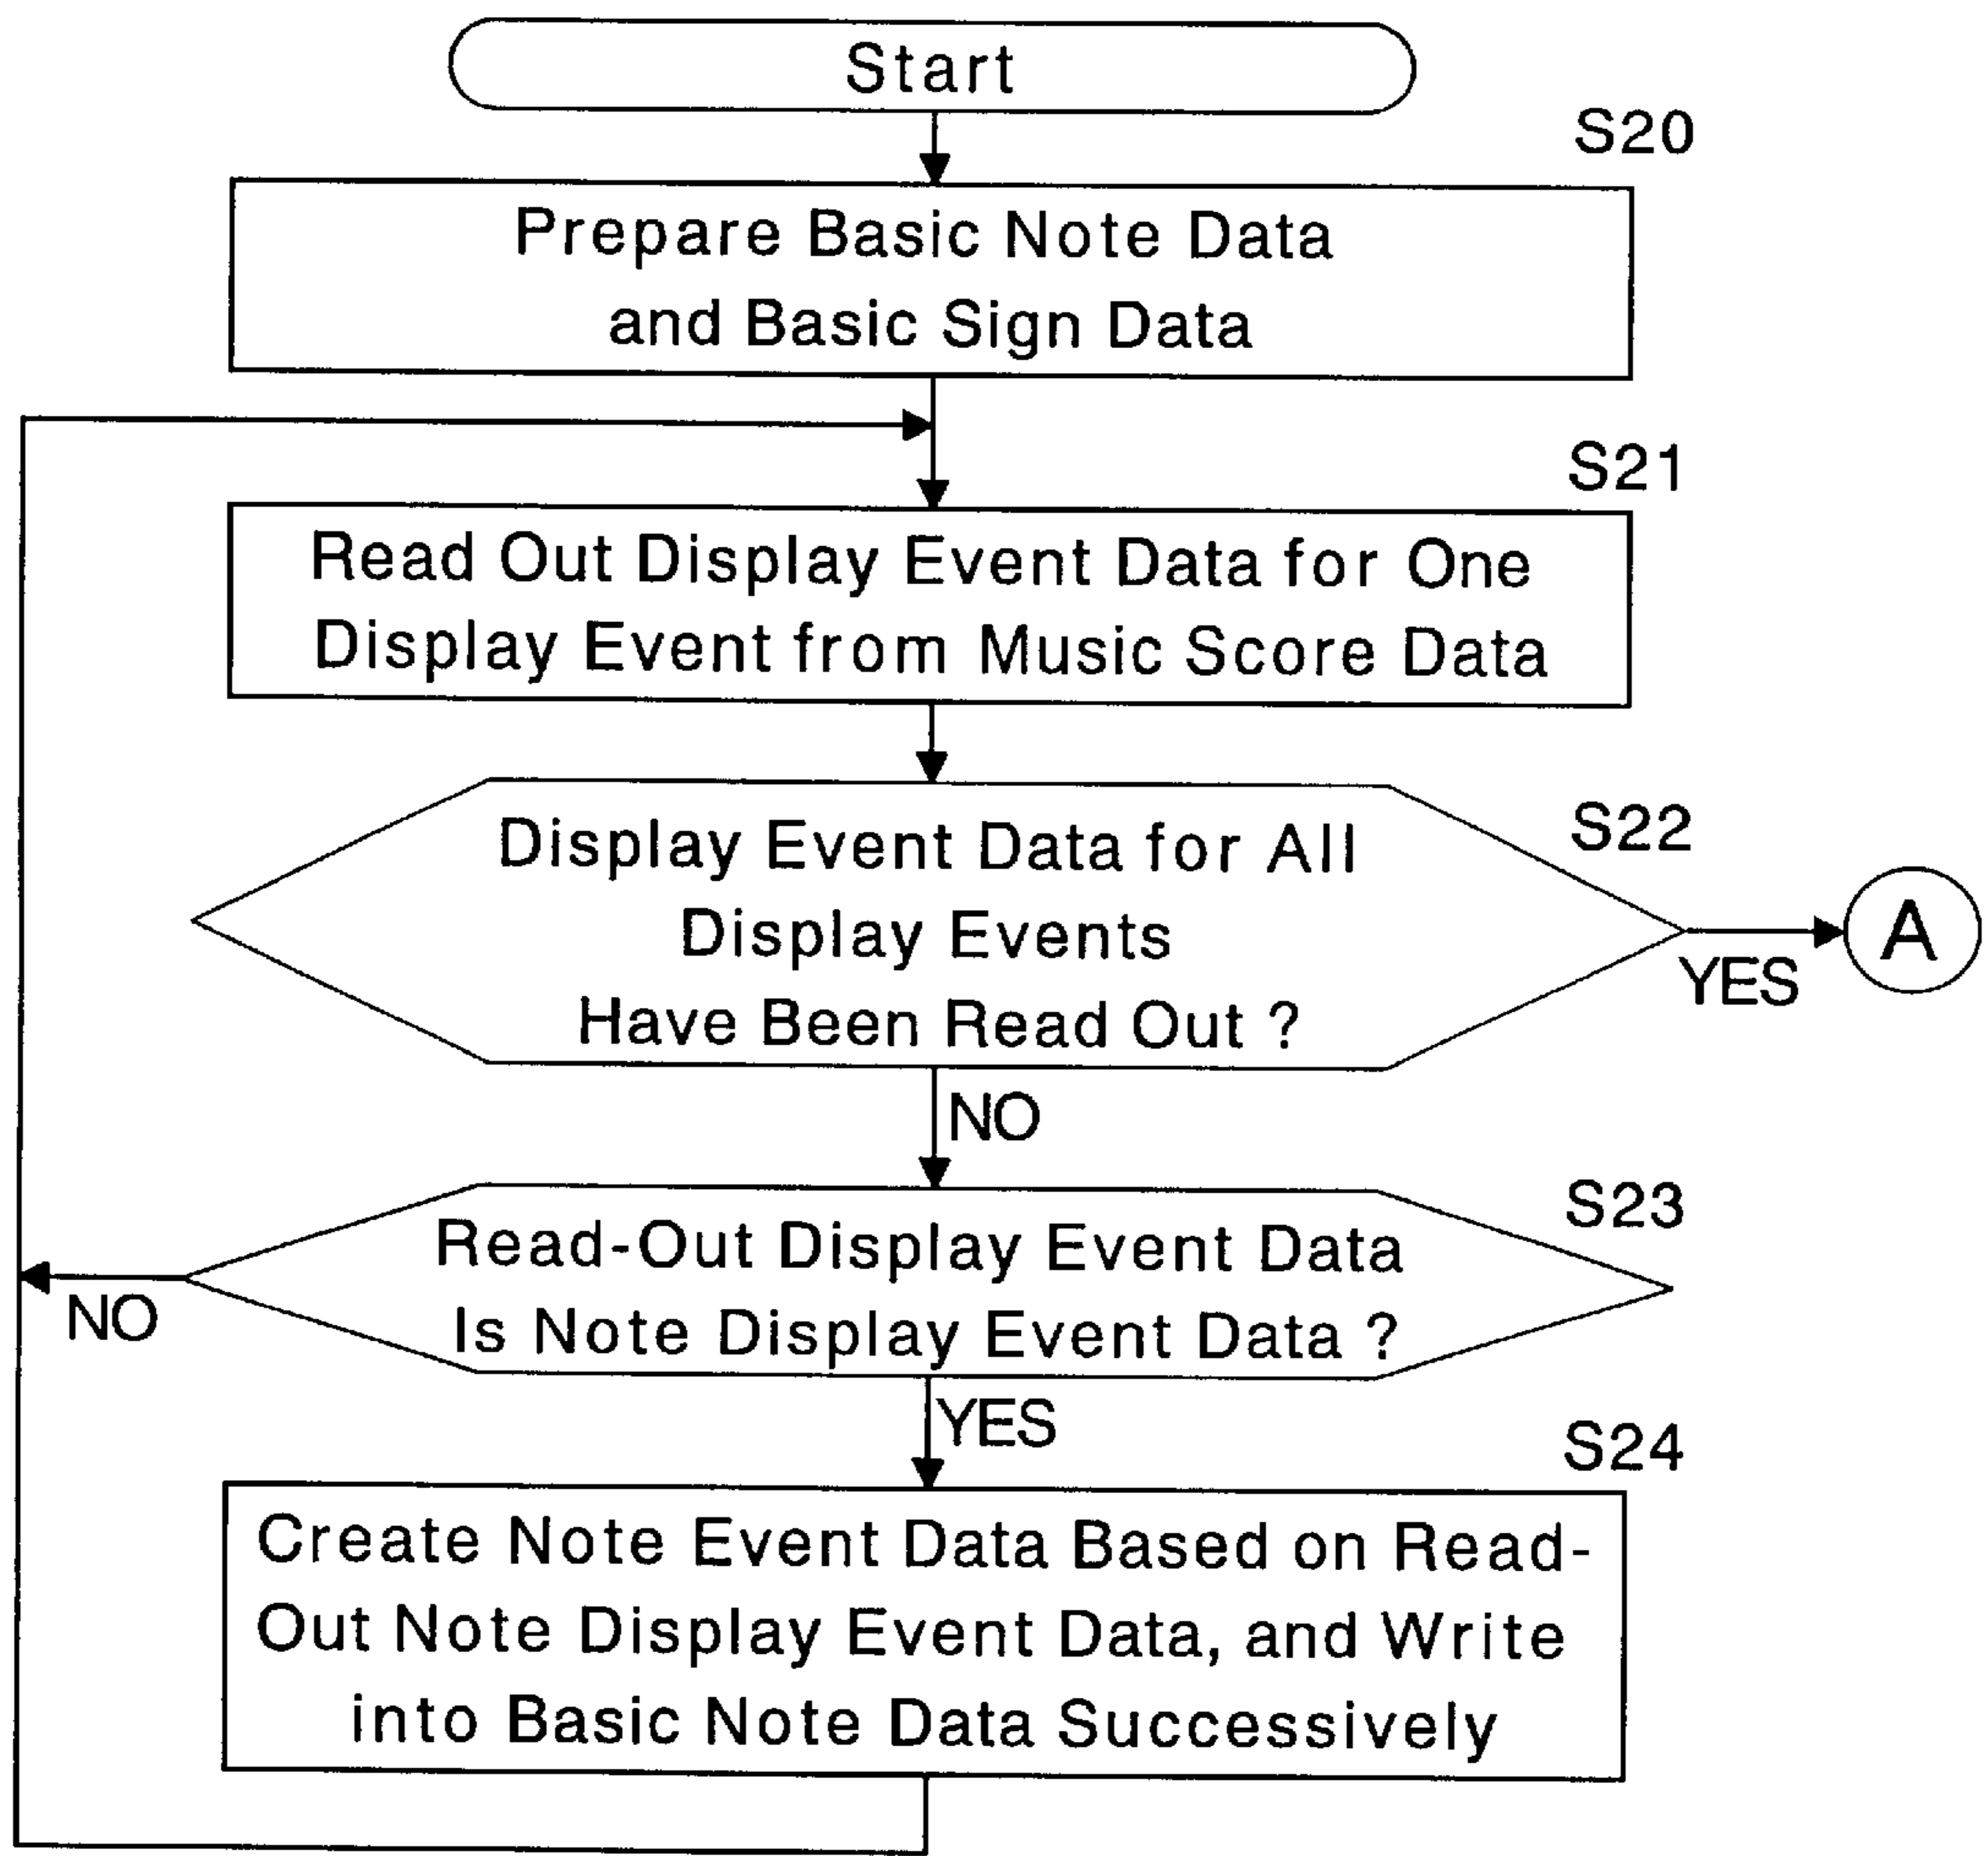 Start
S20
Prepare Basic Note Data
and Basic Sign Data
S21
Read Out Display Event Data for One
Display Event from Music Score Data
S22
Display Event Data for All
Display Events
Have Been Read Out ?
A
YES
NO
S23
Read-Out Display Event Data
Is Note Display Event Data ?
NO
YES
S24
Create Note Event Data Based on Read-
Out Note Display Event Data, and Write
into Basic Note Data Successively